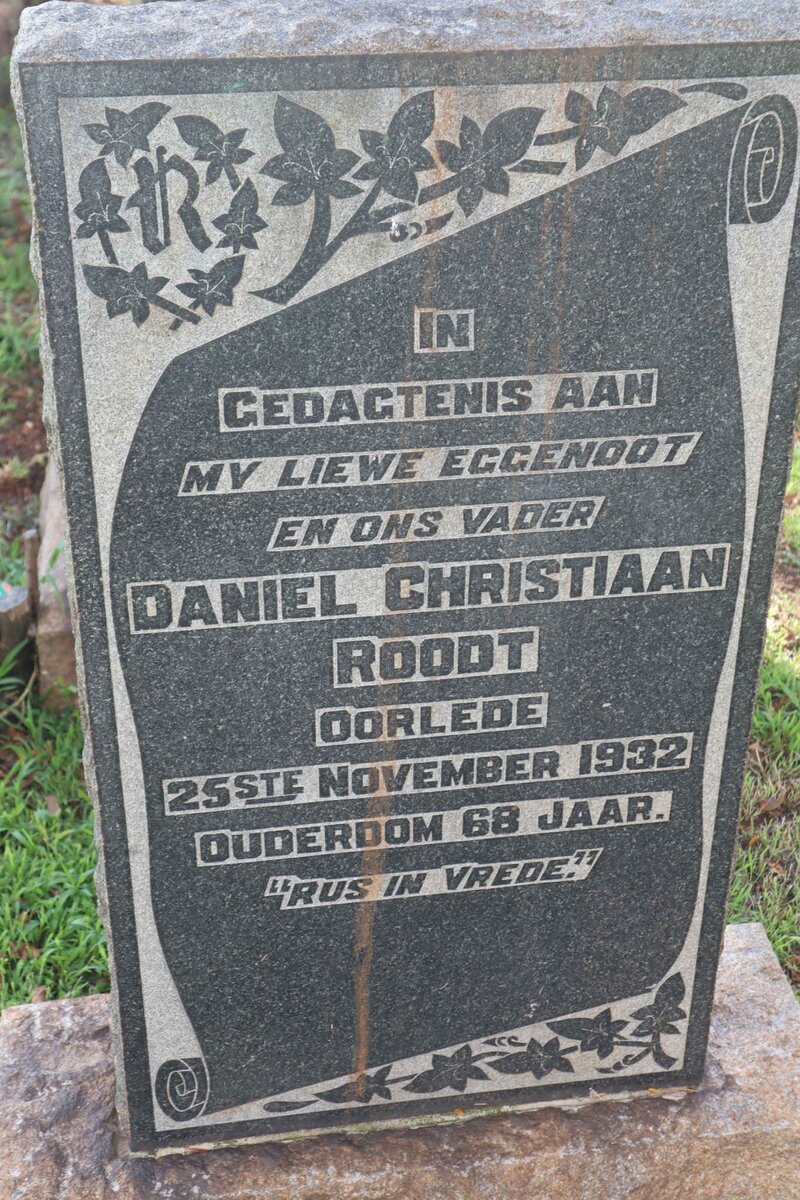 R
IN
GEDAGTENIS AAN
MY LIEWE EGGENOOT
EN ONS VADER
DANIEL CHRISTIAAN
ROODT
OORLEDE
25STE NOVEMBER 1932
OUDERDOM 68 JAAR.
"RUS IN VREDE."